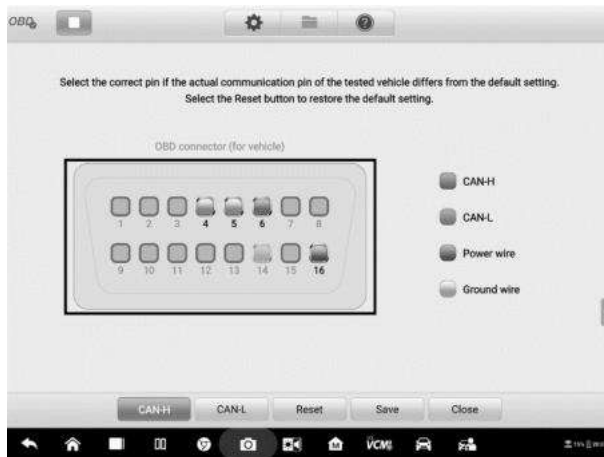 OBD
Select the correct pin if the actual communication pin of the tested vehicle differs from the default setting.
Select the Reset button to restore the default setting.
OBD connector (for vehicle)
1 2 3 4 5 6 7 8
9 10 11 12 13 14 15 16
CAN-H
CAN-L
Power wire
Ground wire
CAN-H CAN-L Reset Save Close
VCMI